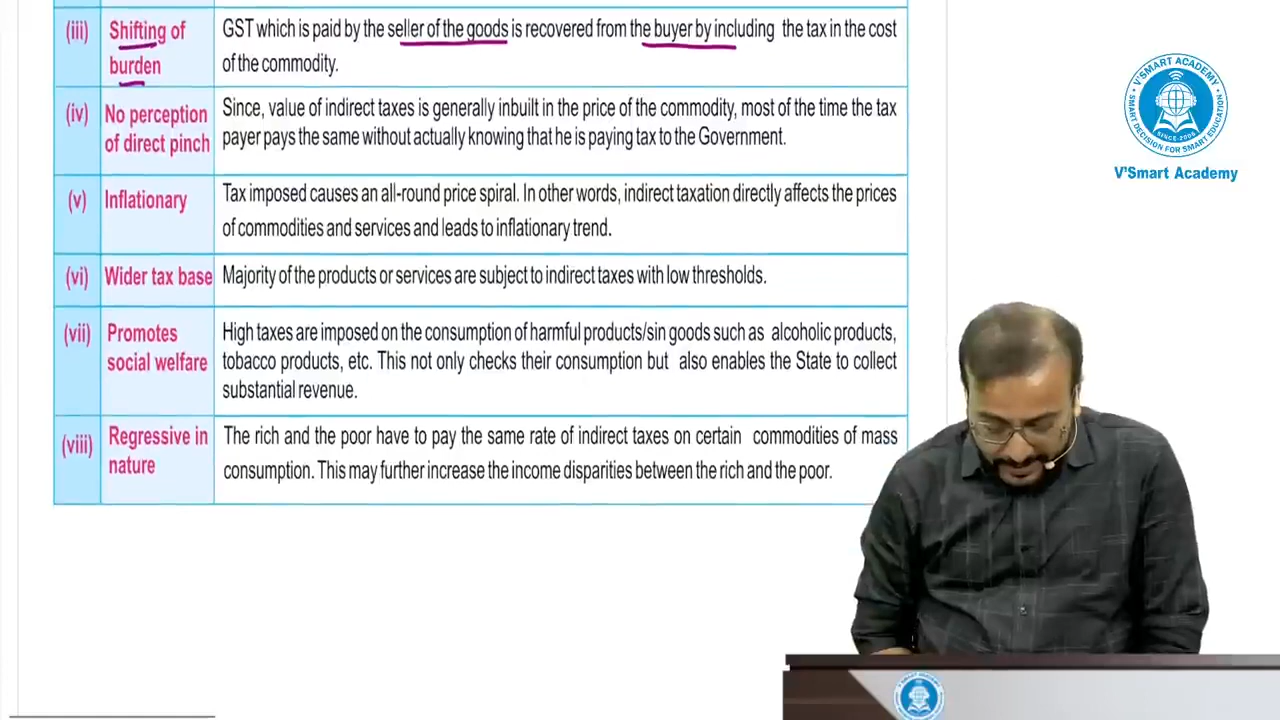 (iii) Shifting of burden
GST which is paid by the seller of the goods is recovered from the buyer by including the tax in the cost
of the commodity.
(iv) No perception of direct pinch
Since, value of indirect taxes is generally inbuilt in the price of the commodity, most of the time the tax
payer pays the same without actually knowing that he is paying tax to the Government.
(v) Inflationary
Tax imposed causes an all-round price spiral. In other words, indirect taxation directly affects the prices
of commodities and services and leads to inflationary trend.
(vi) Wider tax base
Majority of the products or services are subject to indirect taxes with low thresholds.
(vii) Promotes social welfare
High taxes are imposed on the consumption of harmful products/sin goods such as alcoholic products,
tobacco products, etc. This not only checks their consumption but also enables the State to collect
substantial revenue.
(viii) Regressive in nature
The rich and the poor have to pay the same rate of indirect taxes on certain commodities of mass
consumption. This may further increase the income disparities between the rich and the poor.
V'SMART ACADEMY
SINCE-2006
SMART DECISION FOR SMART EDUCATION
V'Smart Academy